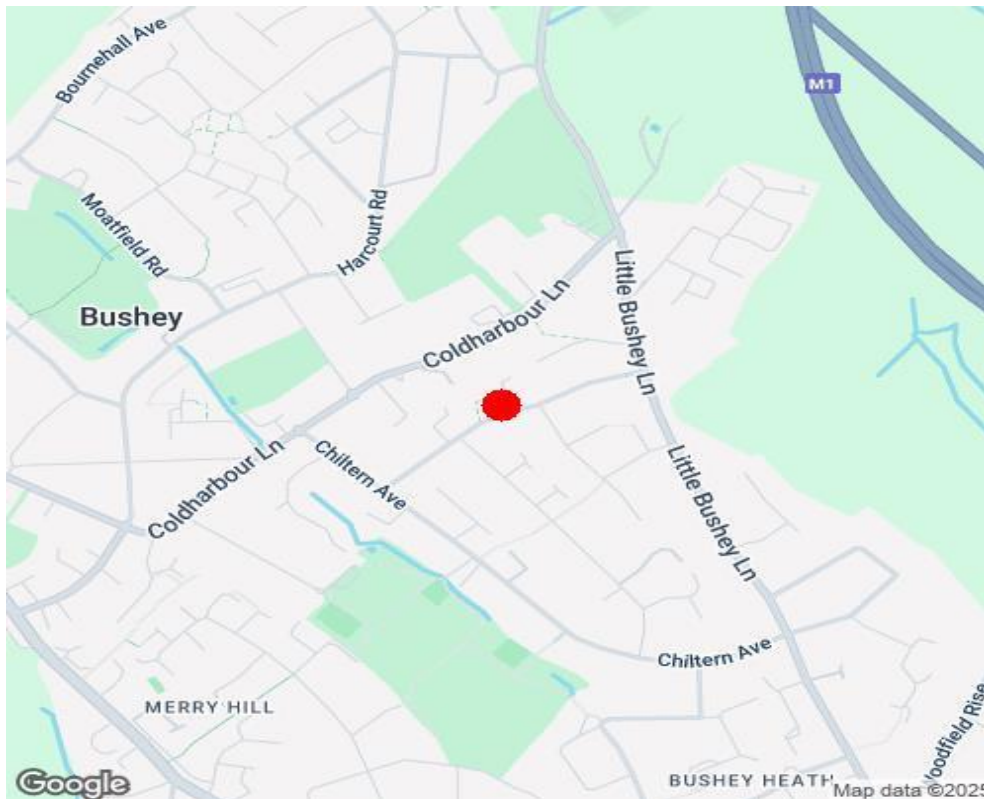 Bournehall Ave
M1
Moatfield Rd
Harcourt Rd
Bushey
Coldharbour Ln
Little Bushey Ln
Coldharbour Ln
Chiltern Ave
Little Bushey Ln
Chiltern Ave
MERRY HILL
Rise
BUSHEY HEATH
Google
Map data ©2025